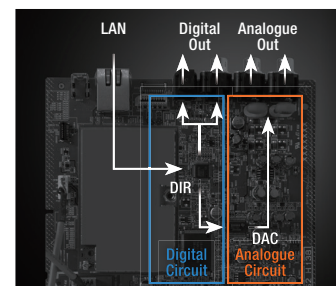 LAN
Digital
Out
Analogue
Out
DIR
DAC
Digital
Circuit
Analogue
Circuit